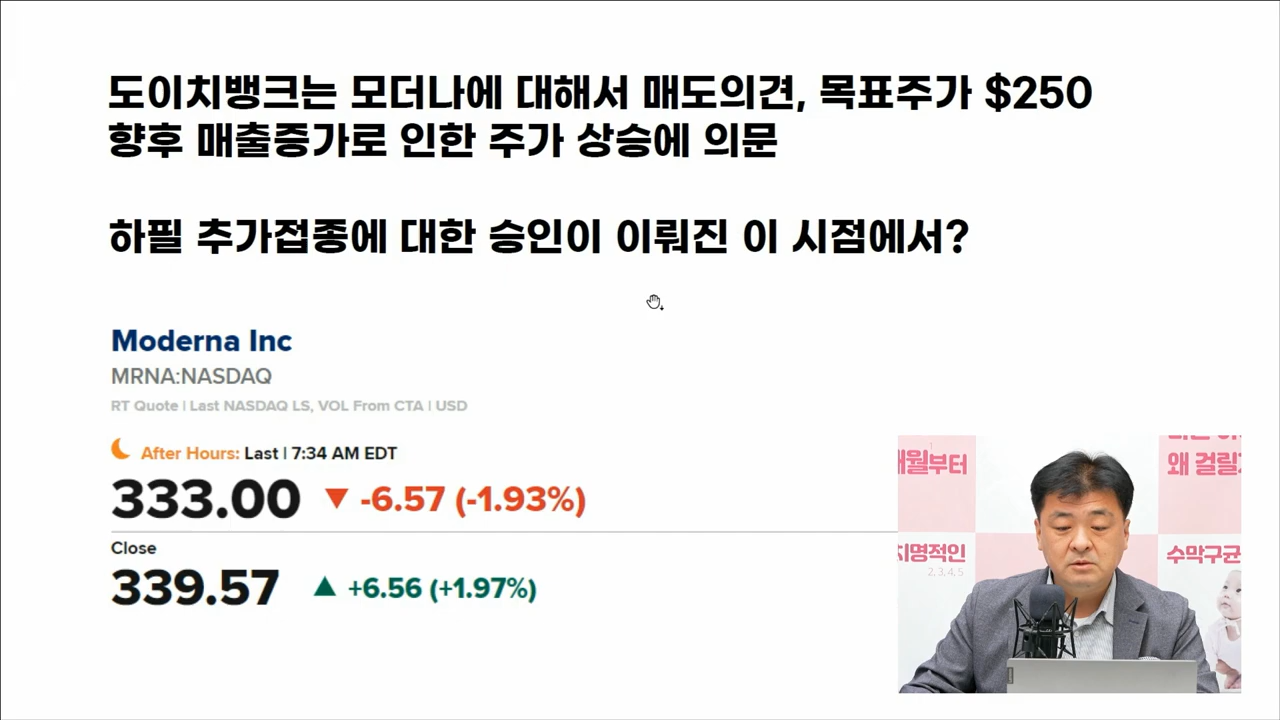 도이치뱅크는 모더나에 대해서 매도의견, 목표주가 $250
향후 매출증가로 인한 주가 상승에 의문
하필 추가접종에 대한 승인이 이뤄진 이 시점에서?
Moderna Inc
MRNA:NASDAQ
RT Quote | Last NASDAQ LS, VOL From CTA | USD
After Hours: Last | 7:34 AM EDT
333.00 ▼ -6.57 (-1.93%)
Close
339.57 ▲ +6.56 (+1.97%)
개월부터
왜 걸릴
치명적인
2,3,4,5
수막구균